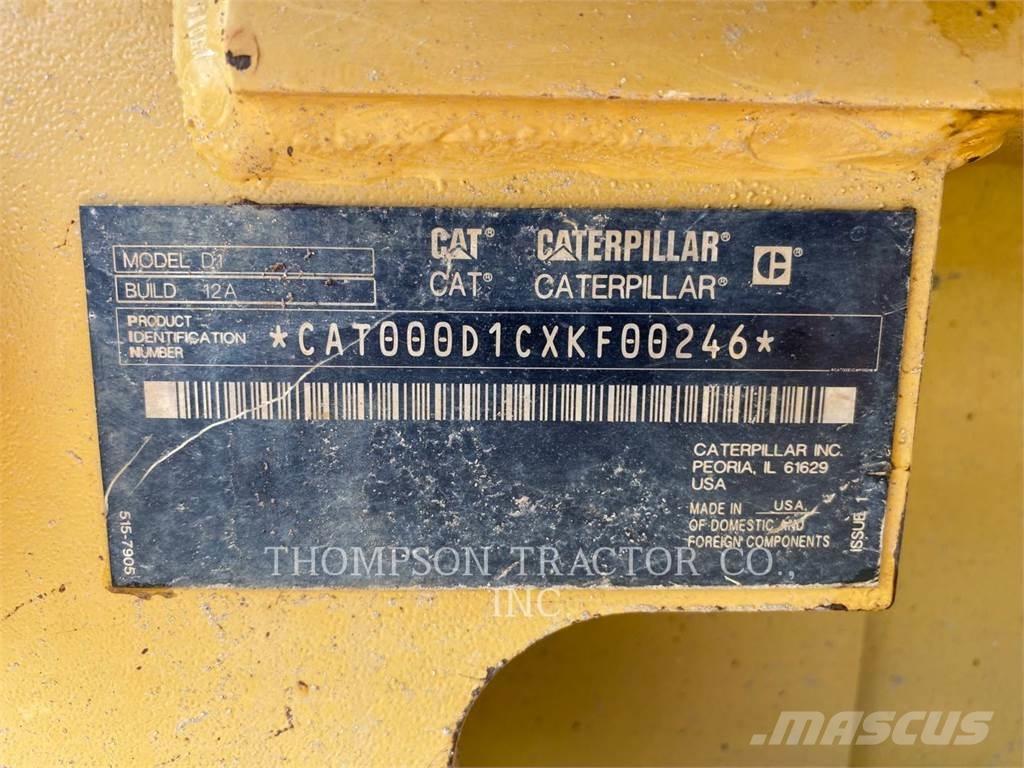 CAT® CATERPILLAR®
CAT® CATERPILLAR®
MODEL D1
BUILD 12A
PRODUCT
IDENTIFICATION
NUMBER
*CAT000D1CXKF00246*
CATERPILLAR INC.
PEORIA, IL 61629
USA
MADE IN USA
OF DOMESTIC AND
FOREIGN COMPONENTS
ISSUE 1
515-7905
THOMPSON TRACTOR CO.,
INC.
MASCUS